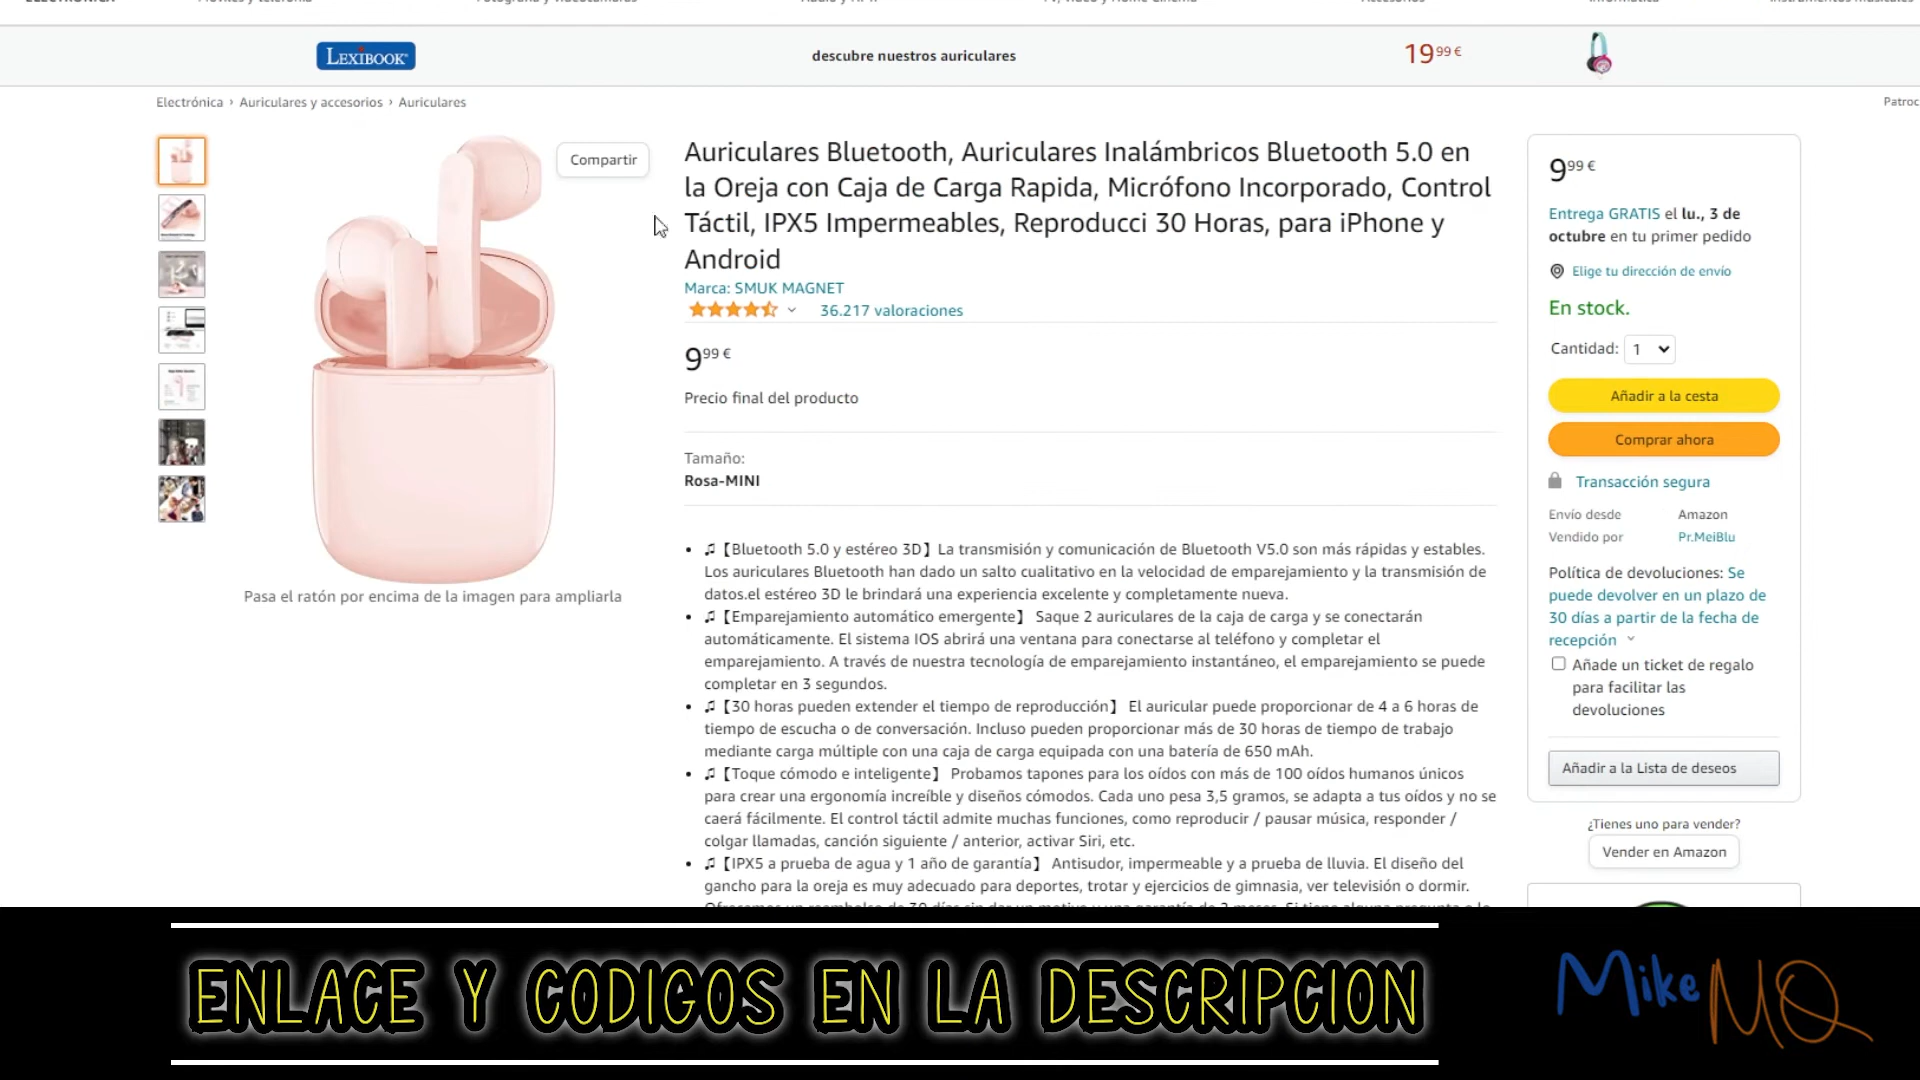 LEXIBOOK
descubre nuestros auriculares
19 99 €
Electrónica › Auriculares y accesorios › Auriculares
Patroc
Compartir
Auriculares Bluetooth, Auriculares Inalámbricos Bluetooth 5.0 en
la Oreja con Caja de Carga Rapida, Micrófono Incorporado, Control
Táctil, IPX5 Impermeables, Reproducci 30 Horas, para iPhone y
Android
Marca: SMUK MAGNET
36.217 valoraciones
9 99 €
Precio final del producto
Tamaño:
Rosa-MINI
• ♫【Bluetooth 5.0 y estéreo 3D】La transmisión y comunicación de Bluetooth V5.0 son más rápidas y estables.
Los auriculares Bluetooth han dado un salto cualitativo en la velocidad de emparejamiento y la transmisión de
datos.el estéreo 3D le brindará una experiencia excelente y completamente nueva.
• ♫【Emparejamiento automático emergente】 Saque 2 auriculares de la caja de carga y se conectarán
automáticamente. El sistema IOS abrirá una ventana para conectarse al teléfono y completar el
emparejamiento. A través de nuestra tecnología de emparejamiento instantáneo, el emparejamiento se puede
completar en 3 segundos.
• ♫【30 horas pueden extender el tiempo de reproducción】 El auricular puede proporcionar de 4 a 6 horas de
tiempo de escucha o de conversación. Incluso pueden proporcionar más de 30 horas de tiempo de trabajo
mediante carga múltiple con una caja de carga equipada con una batería de 650 mAh.
• ♫【Toque cómodo e inteligente】 Probamos tapones para los oídos con más de 100 oídos humanos únicos
para crear una ergonomía increíble y diseños cómodos. Cada uno pesa 3,5 gramos, se adapta a tus oídos y no se
caerá fácilmente. El control táctil admite muchas funciones, como reproducir / pausar música, responder /
colgar llamadas, canción siguiente / anterior, activar Siri, etc.
• ♫【IPX5 a prueba de agua y 1 año de garantía】 Antisudor, impermeable y a prueba de lluvia. El diseño del
gancho para la oreja es muy adecuado para deportes, trotar y ejercicios de gimnasia, ver televisión o dormir.
Pasa el ratón por encima de la imagen para ampliarla
9 99 €
Entrega GRATIS el lu., 3 de
octubre en tu primer pedido
Elige tu dirección de envío
En stock.
Cantidad: 1
Añadir a la cesta
Comprar ahora
Transacción segura
Envío desde Amazon
Vendido por Pr.MeiBlu
Política de devoluciones: Se
puede devolver en un plazo de
30 días a partir de la fecha de
recepción
Añade un ticket de regalo
para facilitar las
devoluciones
Añadir a la Lista de deseos
¿Tienes uno para vender?
Vender en Amazon
ENLACE Y CODIGOS EN LA DESCRIPCION
Mike MQ